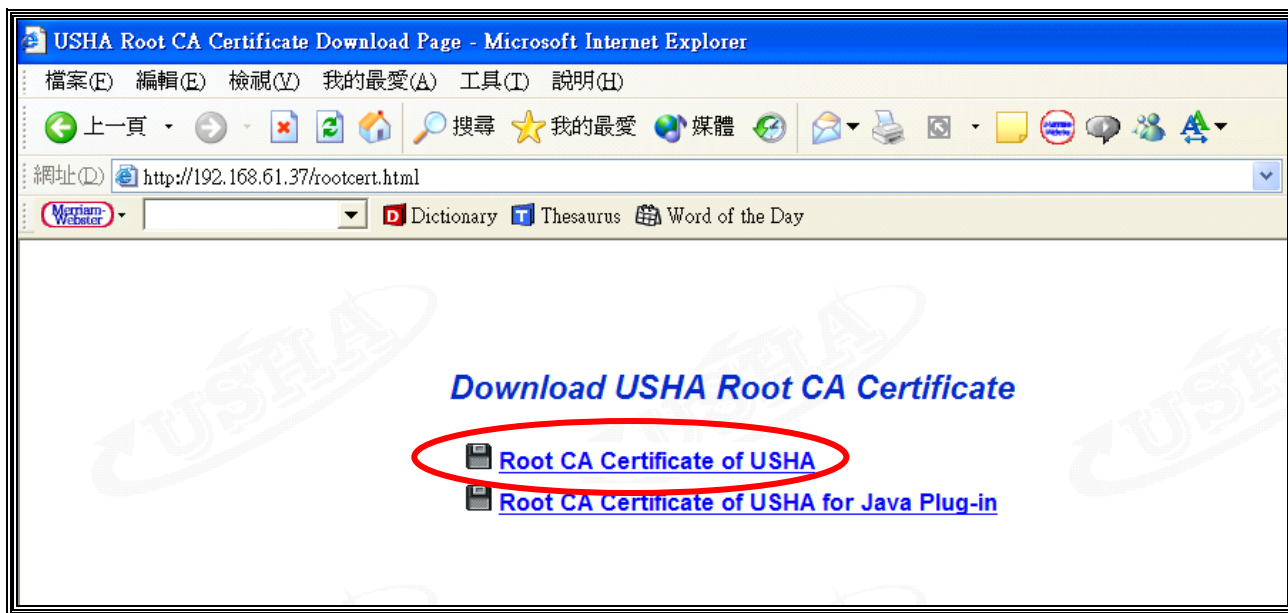 USHA Root CA Certificate Download Page - Microsoft Internet Explorer
檔案(F) 編輯(E) 檢視(V) 我的最愛(A) 工具(T) 說明(H)
上一頁 搜尋 我的最愛 媒體
網址(D) http://192.168.61.37/rootcert.html
Merriam-Webster Dictionary Thesaurus Word of the Day
Download USHA Root CA Certificate
Root CA Certificate of USHA
Root CA Certificate of USHA for Java Plug-in
USHA
USHA
USHA